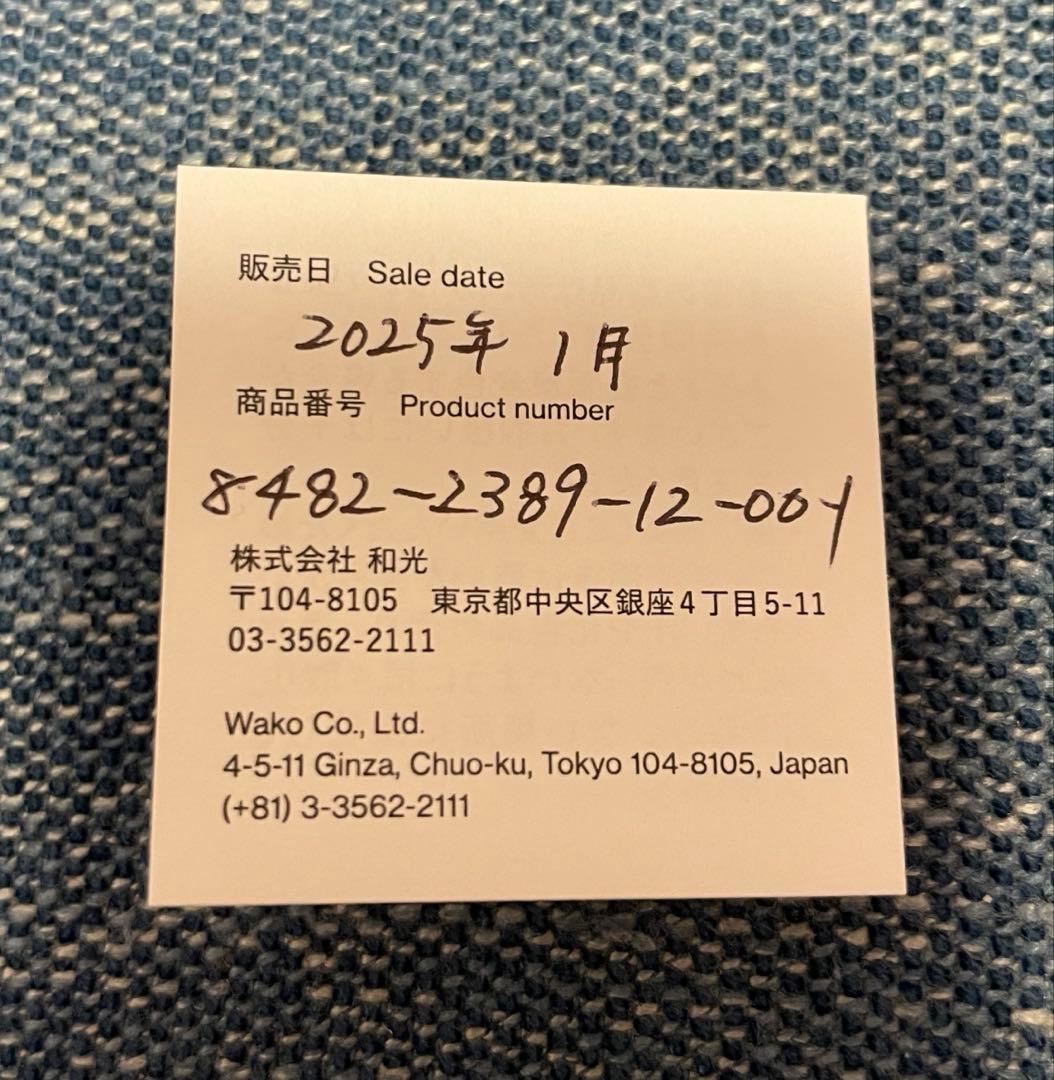 販売日 Sale date
2025年 1月
商品番号 Product number
8482-2389-12-00
株式会社 和光
〒104-8105 東京都中央区銀座4丁目5-11
03-3562-2111
Wako Co., Ltd.
4-5-11 Ginza, Chuo-ku, Tokyo 104-8105, Japan
(+81) 3-3562-2111